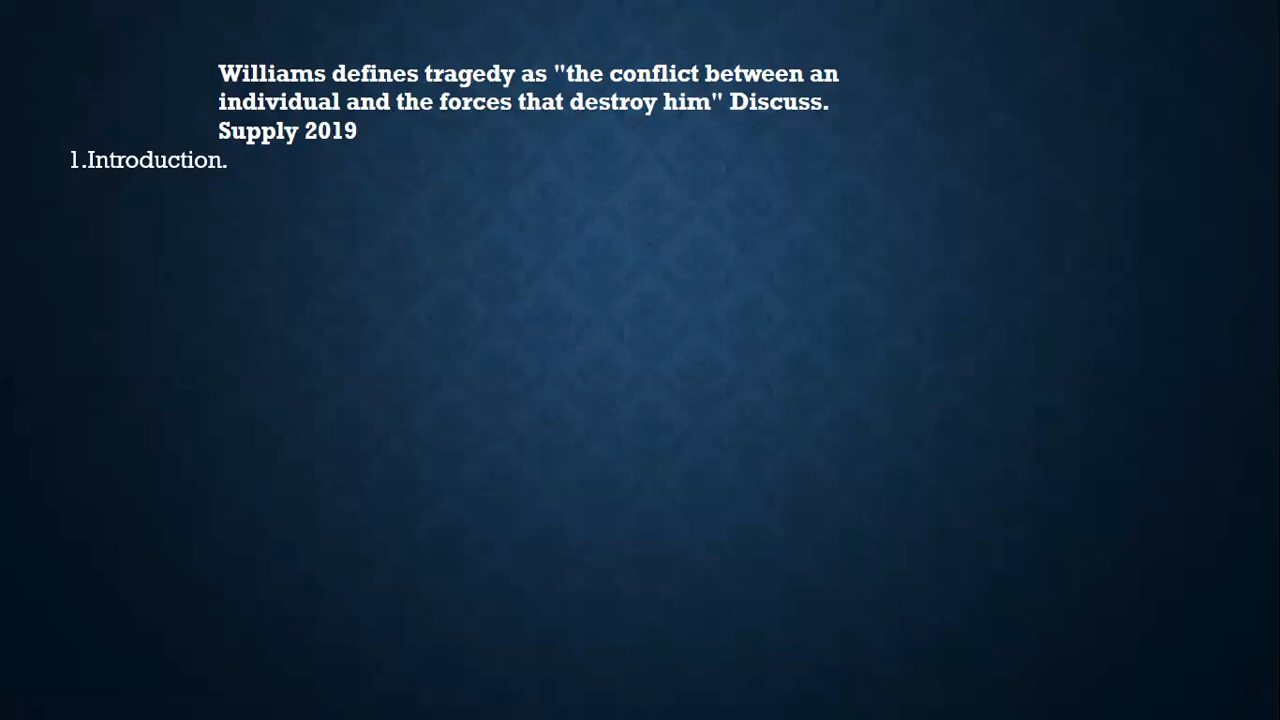 Williams defines tragedy as "the conflict between an
individual and the forces that destroy him" Discuss.
Supply 2019
1.Introduction.